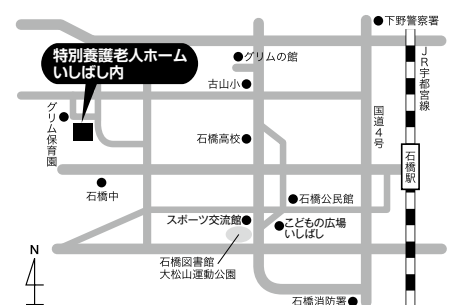 下野警察署
特別養護老人ホーム
いしばし内
グリムの館
JR宇都宮線
古山小
グリム保育園
国道4号
石橋高校
石橋駅
石橋中
石橋公民館
スポーツ交流館
こどもの広場
いしばし
石橋図書館
大松山運動公園
N
石橋消防署